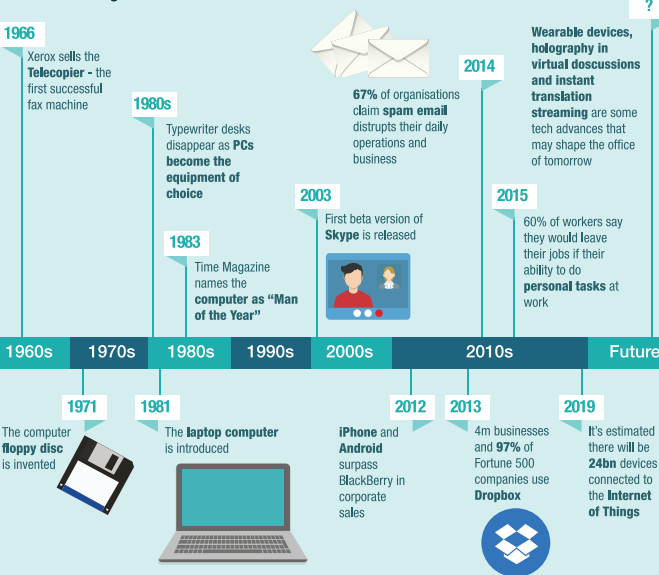 1966
Xerox sells the
Telecopier - the
first successful
fax machine
1980s
Typewriter desks
disappear as PCs
become the
equipment of
choice
1983
Time Magazine
names the
computer as “Man
of the Year”
67% of organisations
claim spam email
distrupts their daily
operations and
business
2003
First beta version of
Skype is released
2014
2015
60% of workers say
they would leave
their jobs if their
ability to do
personal tasks at
work
?
Wearable devices,
holography in
virtual doscussions
and instant
translation
streaming are some
tech advances that
may shape the office
of tomorrow
1960s 1970s 1980s 1990s 2000s 2010s Future
1971
The computer
floppy disc
is invented
1981
The laptop computer
is introduced
2012
iPhone and
Android
surpass
BlackBerry in
corporate
sales
2013
4m businesses
and 97% of
Fortune 500
companies use
Dropbox
2019
It’s estimated
there will be
24bn devices
connected to
the Internet
of Things